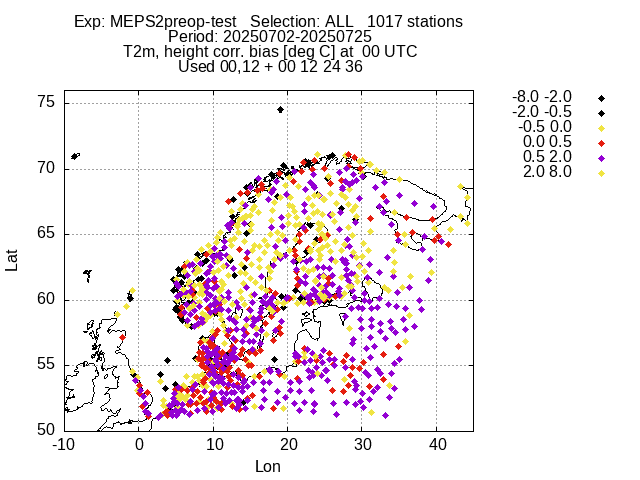 Exp: MEPS2preop-test   Selection: ALL   1017 stations
Period: 20250702-20250725
T2m, height corr. bias [deg C] at  00 UTC
Used 00,12 + 00 12 24 36
-8.0 -2.0
-2.0 -0.5
-0.5 0.0
0.0 0.5
0.5 2.0
2.0 8.0
75
70
65
60
55
50
Lat
-10 0 10 20 30 40
Lon